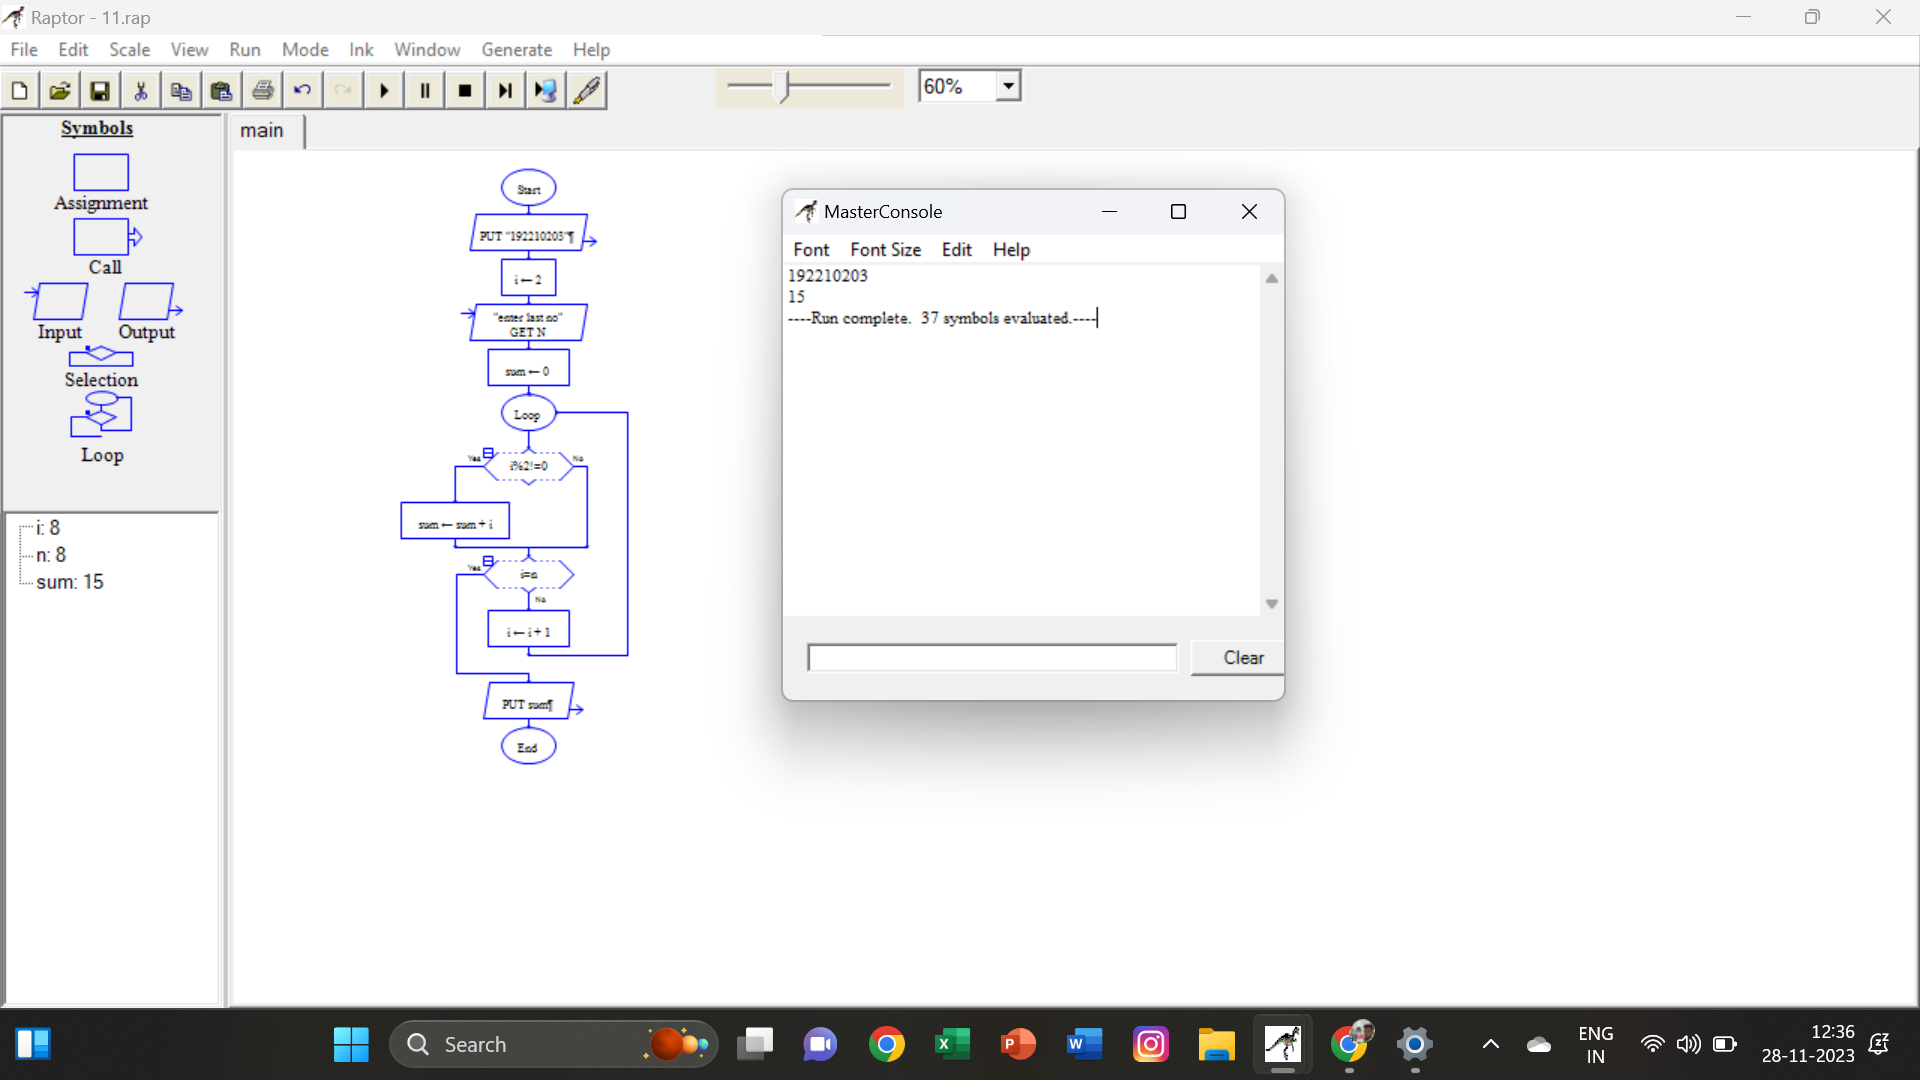 Raptor - 11.rap
File Edit Scale View Run Mode Ink Window Generate Help
60%
Symbols
Assignment
Call
Input Output
Selection
Loop
i: 8
n: 8
sum: 15
main
Start
PUT "192210203"¶
i ← 2
"enter last no"
GET N
sum ← 0
Loop
Yes i%2!=0 No
sum ← sum + i
Yes i=n
No
i ← i + 1
PUT sum¶
End
MasterConsole
Font Font Size Edit Help
192210203
15
----Run complete. 37 symbols evaluated.----
Clear
Search
ENG
IN
12:36
28-11-2023